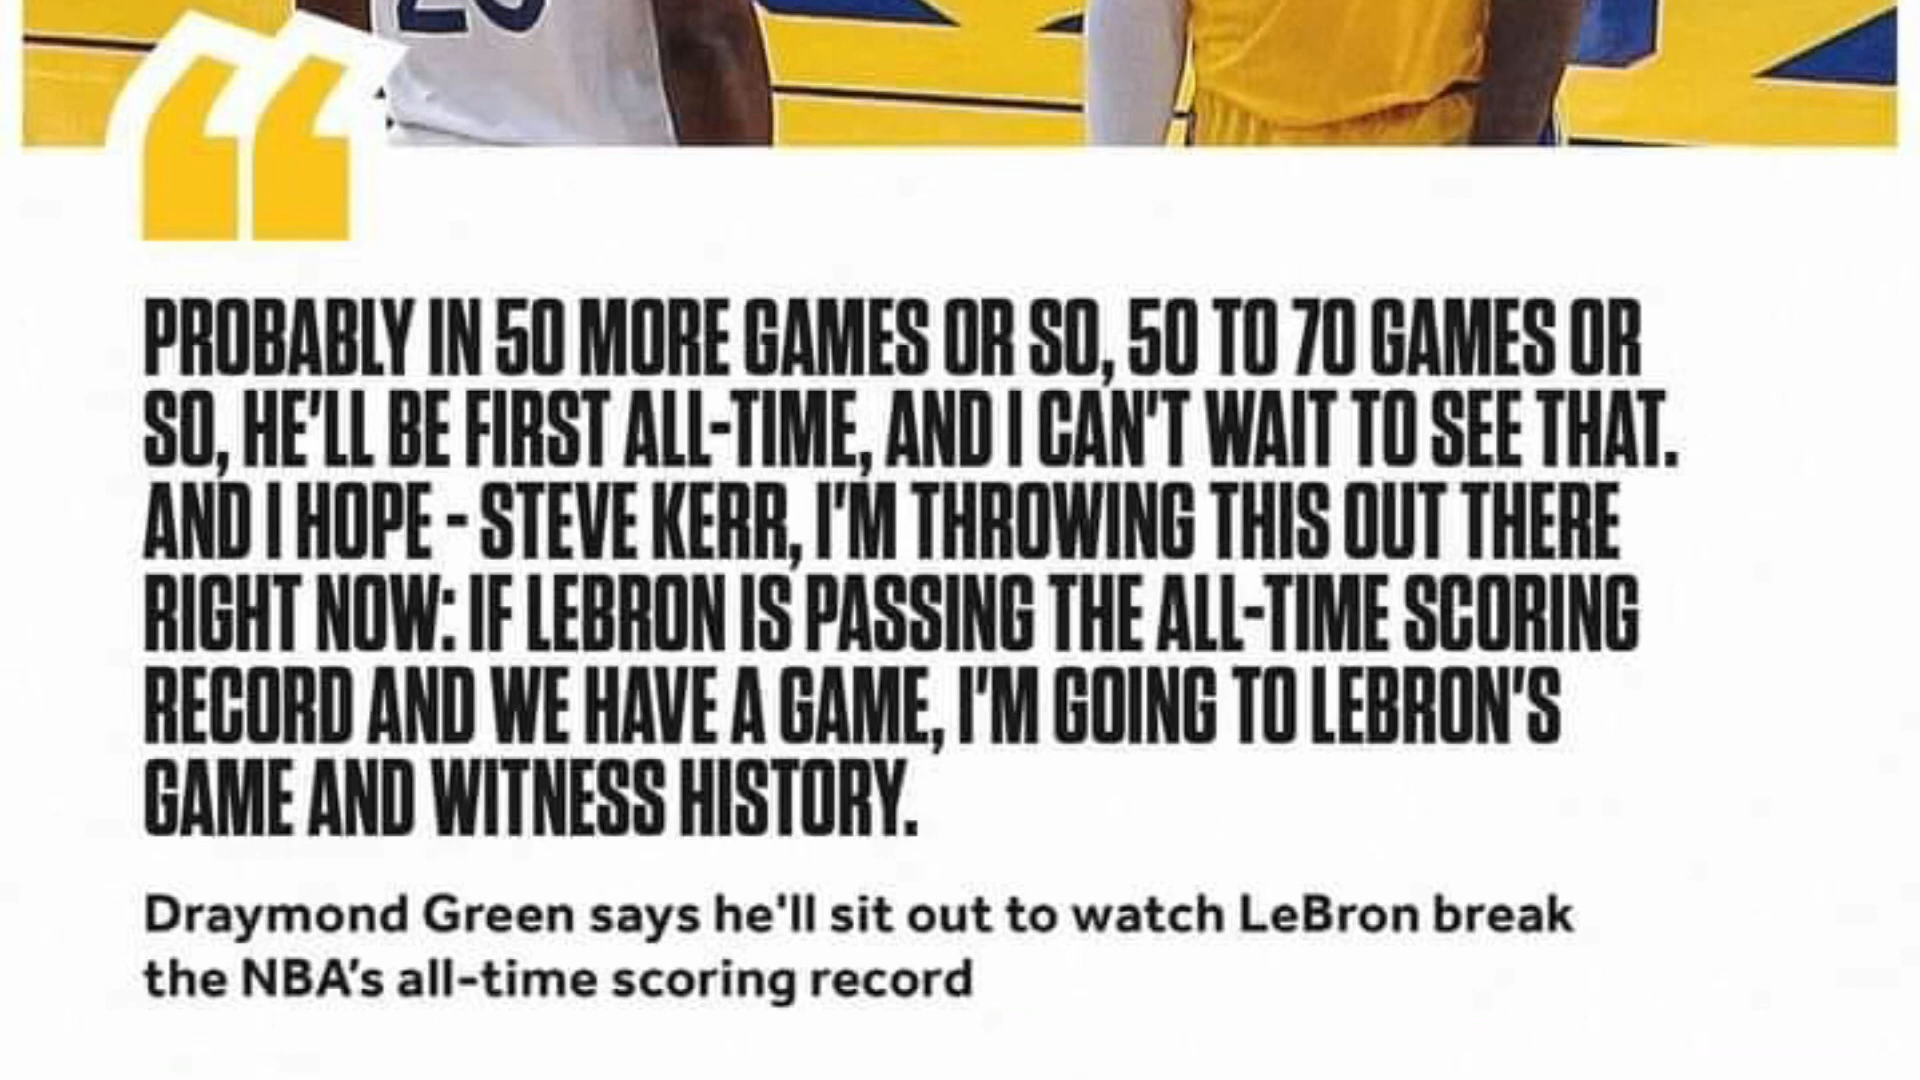 PROBABLY IN 50 MORE GAMES OR SO, 50 TO 70 GAMES OR
SO, HE'LL BE FIRST ALL-TIME, AND I CAN'T WAIT TO SEE THAT.
AND I HOPE - STEVE KERR, I'M THROWING THIS OUT THERE
RIGHT NOW: IF LEBRON IS PASSING THE ALL-TIME SCORING
RECORD AND WE HAVE A GAME, I'M GOING TO LEBRON'S
GAME AND WITNESS HISTORY.
Draymond Green says he'll sit out to watch LeBron break
the NBA's all-time scoring record